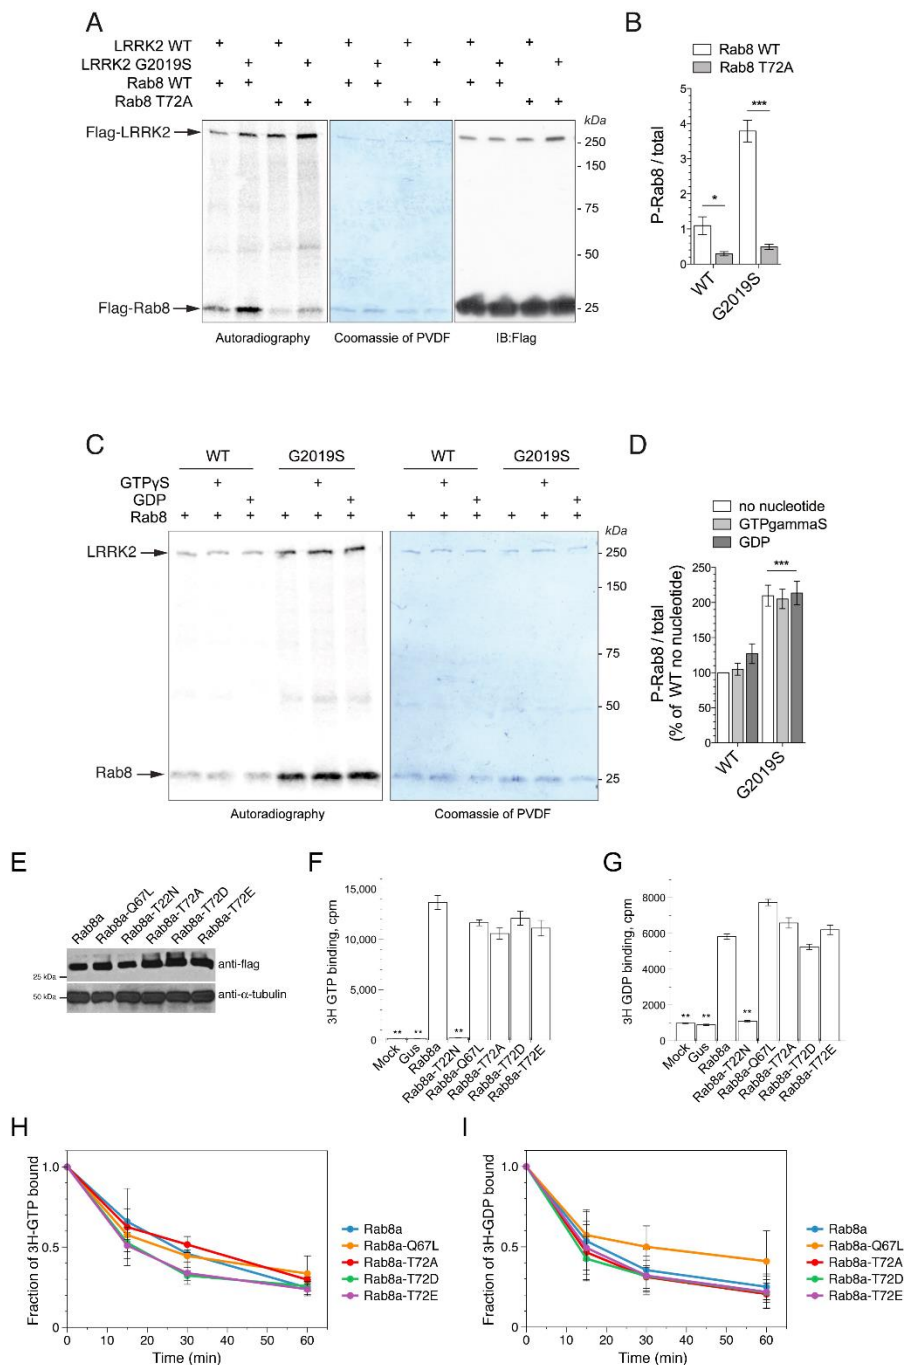 A
LRRK2 WT + + + + + +
LRRK2 G2019S + + + + + +
Rab8 WT + + + + + +
Rab8 T72A + + + + + +
kDa
Flag-LRRK2
- 250
- 150
- 75
- 50
Flag-Rab8
- 25
Autoradiography Coomassie of PVDF IB:Flag
B
Rab8 WT
Rab8 T72A
P-Rab8 / total
5
4
3
2
1
0
*
***
WT
G2019S
C
WT G2019S WT G2019S
GTPγS + + + +
GDP + + + +
Rab8 + + + + + + + + + + + +
kDa
LRRK2
- 250
- 150
- 75
- 50
Rab8
- 25
Autoradiography Coomassie of PVDF
D
no nucleotide
GTPgammaS
GDP
P-Rab8 / total
(% of WT no nucleotide)
250
200
150
100
50
0
***
WT
G2019S
E
Rab8a
Rab8a-Q67L
Rab8a-T22N
Rab8a-T72A
Rab8a-T72D
Rab8a-T72E
anti-flag
25 kDa
50 kDa
anti-α-tubulin
F
3H GTP binding, cpm
15,000
10,000
5,000
0
** ** **
Mock
Gus
Rab8a
Rab8a-T22N
Rab8a-Q67L
Rab8a-T72A
Rab8a-T72D
Rab8a-T72E
G
3H GDP binding, cpm
8000
6000
4000
2000
0
** ** **
Mock
Gus
Rab8a
Rab8a-T22N
Rab8a-Q67L
Rab8a-T72A
Rab8a-T72D
Rab8a-T72E
H
Fraction of 3H-GTP bound
1.0
0.5
0
0 10 20 30 40 50 60
Time (min)
Rab8a
Rab8a-Q67L
Rab8a-T72A
Rab8a-T72D
Rab8a-T72E
I
Fraction of 3H-GDP bound
1.0
0.5
0
0 10 20 30 40 50 60
Time (min)
Rab8a
Rab8a-Q67L
Rab8a-T72A
Rab8a-T72D
Rab8a-T72E